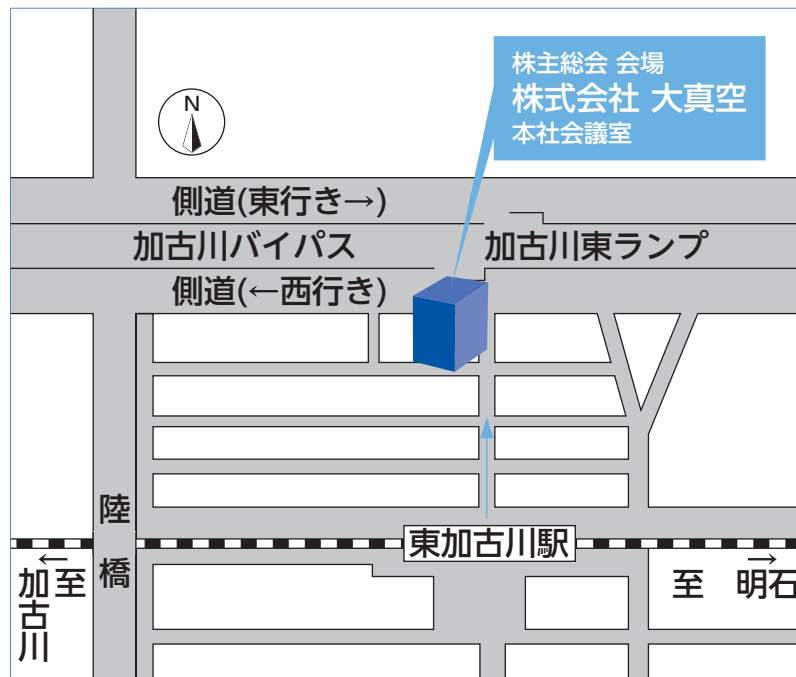 株主総会 会場
株式会社 大真空
本社会議室
N
側道(東行き→)
加古川バイパス
加古川東ランプ
側道(←西行き)
陸橋
東加古川駅
←
至加古川
→
至 明石